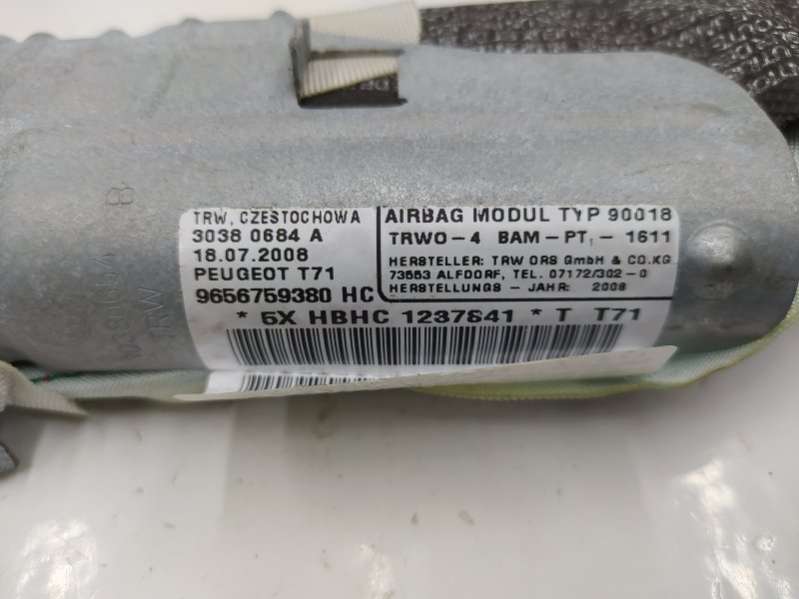 TRW, CZESTOCHOWA
3038 0684 A
18.07.2008
PEUGEOT T71
9656759380 HC
AIRBAG MODUL TYP 90018
TRWO-4 BAM-PT, - 1611
HERSTELLER: TRW ORS GmbH & CO.KG
73553 ALFDORF, TEL. 07172/302-0
HERSTELLUNGS - JAHR: 2008
* 5X HBHC 1237641 * T T71
TRW